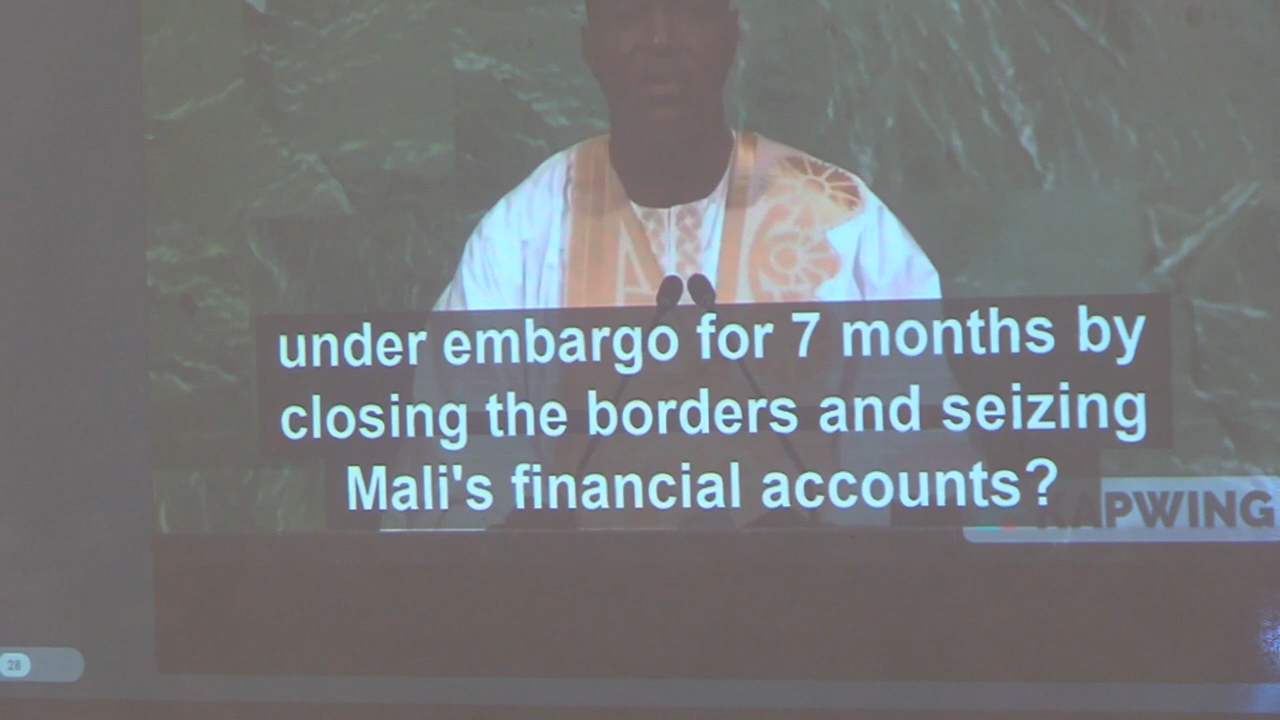 under embargo for 7 months by
closing the borders and seizing
Mali's financial accounts?
KAPWING
28